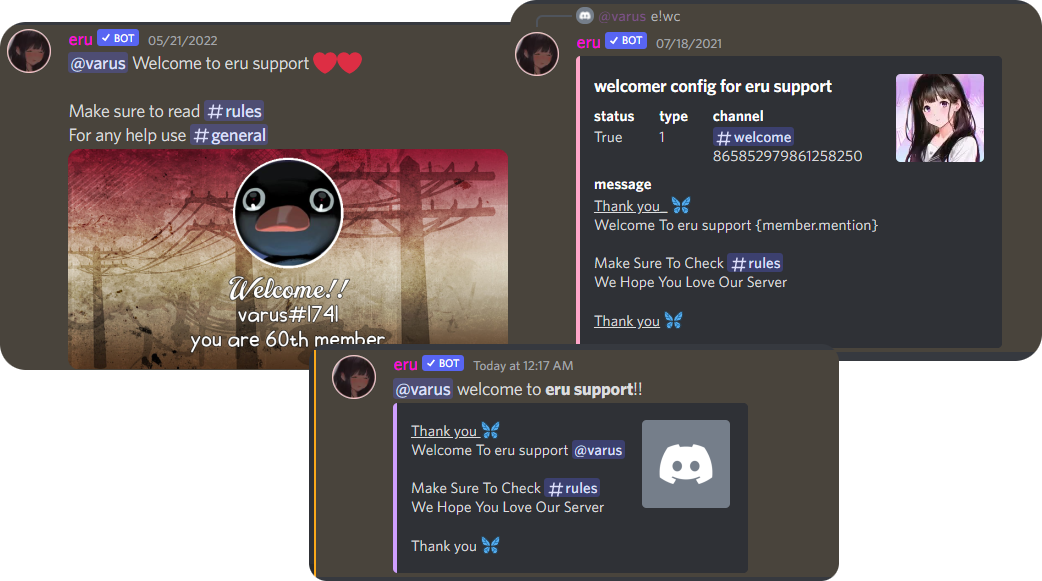 eru ✓ BOT 05/21/2022
@varus Welcome to eru support ❤️❤️
Make sure to read #rules
For any help use #general
Welcome!!
varus#1741
you are 60th member
@varus e!wc
eru ✓ BOT 07/18/2021
welcomer config for eru support
status type channel
True 1 #welcome
865852979861258250
message
Thank you 🦋
Welcome To eru support {member.mention}
Make Sure To Check #rules
We Hope You Love Our Server
Thank you 🦋
eru ✓ BOT Today at 12:17 AM
@varus welcome to eru support!!
Thank you 🦋
Welcome To eru support @varus
Make Sure To Check #rules
We Hope You Love Our Server
Thank you 🦋